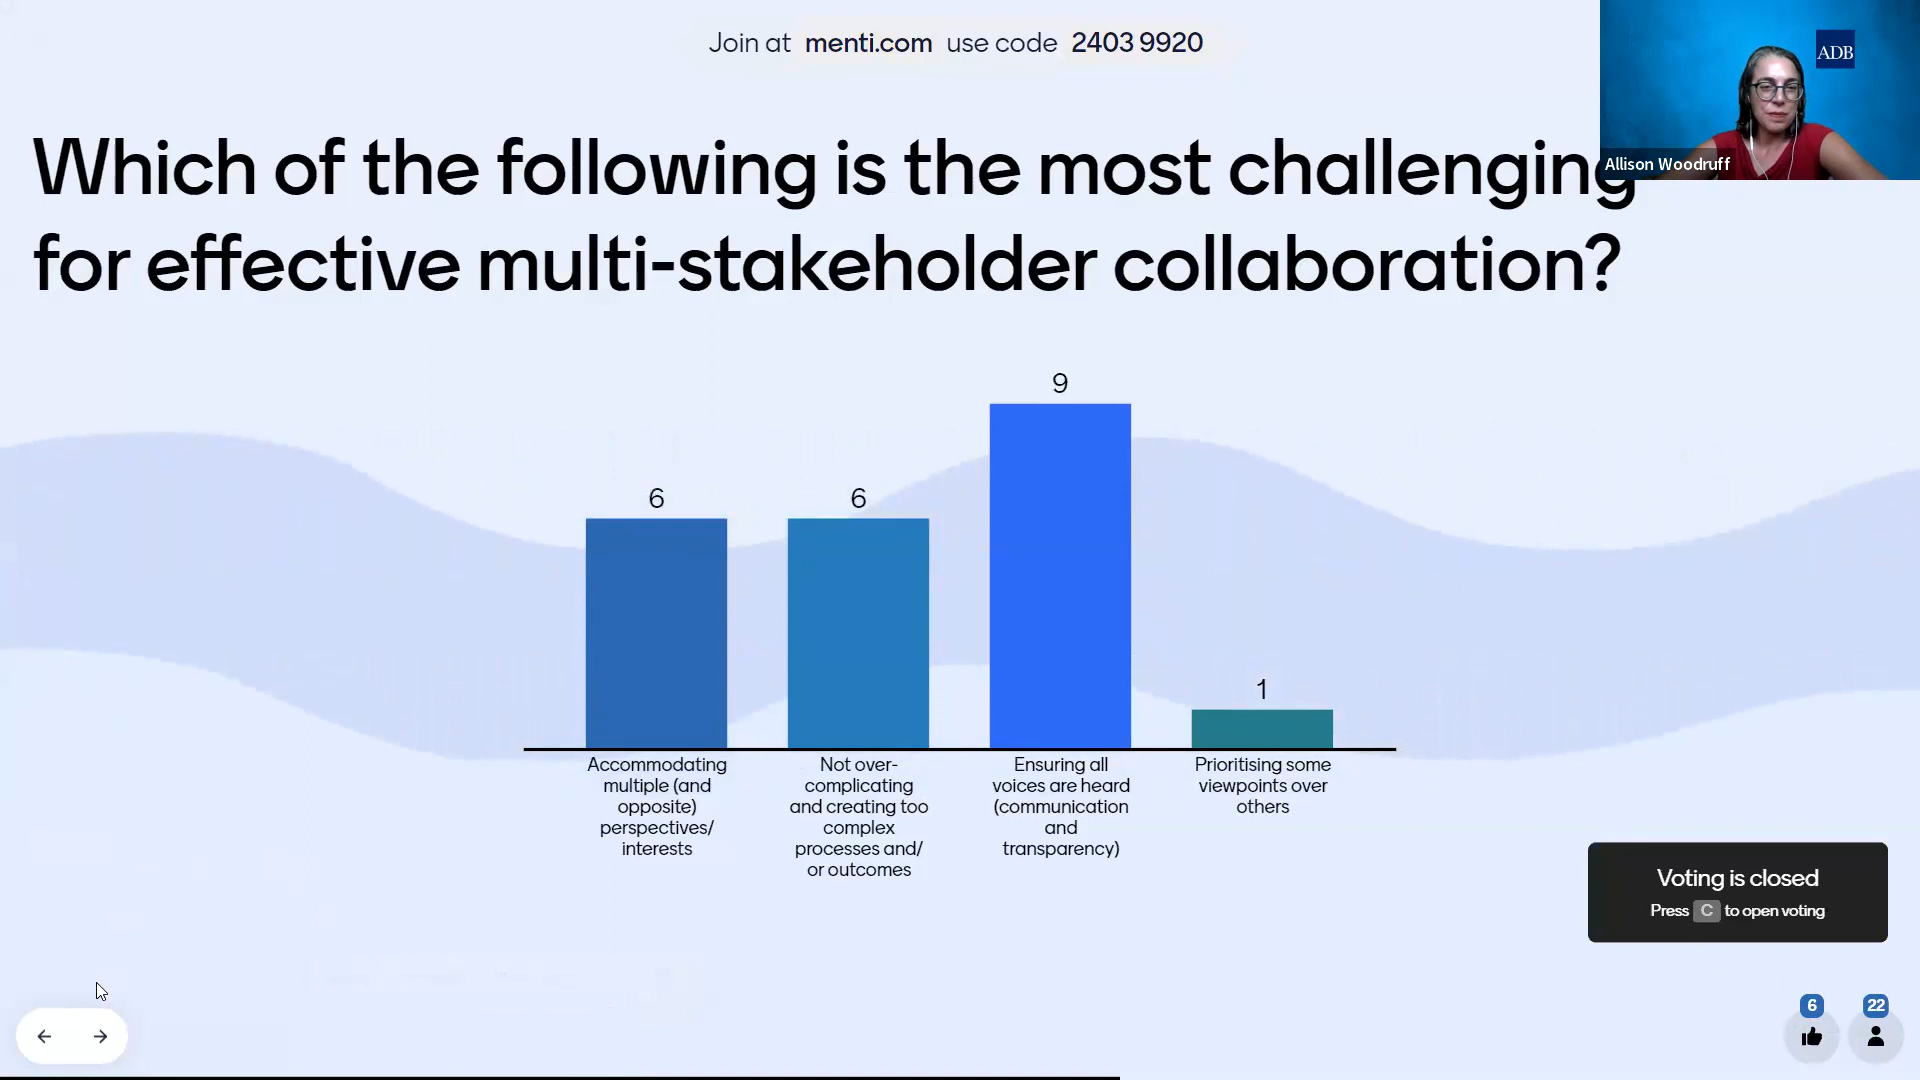 Join at menti.com use code 2403 9920
ADB
Allison Woodruff
Which of the following is the most challenging
for effective multi-stakeholder collaboration?
6
6
9
1
Accommodating
multiple (and
opposite)
perspectives/
interests
Not over-
complicating
and creating too
complex
processes and/
or outcomes
Ensuring all
voices are heard
(communication
and
transparency)
Prioritising some
viewpoints over
others
Voting is closed
Press C to open voting
6
22